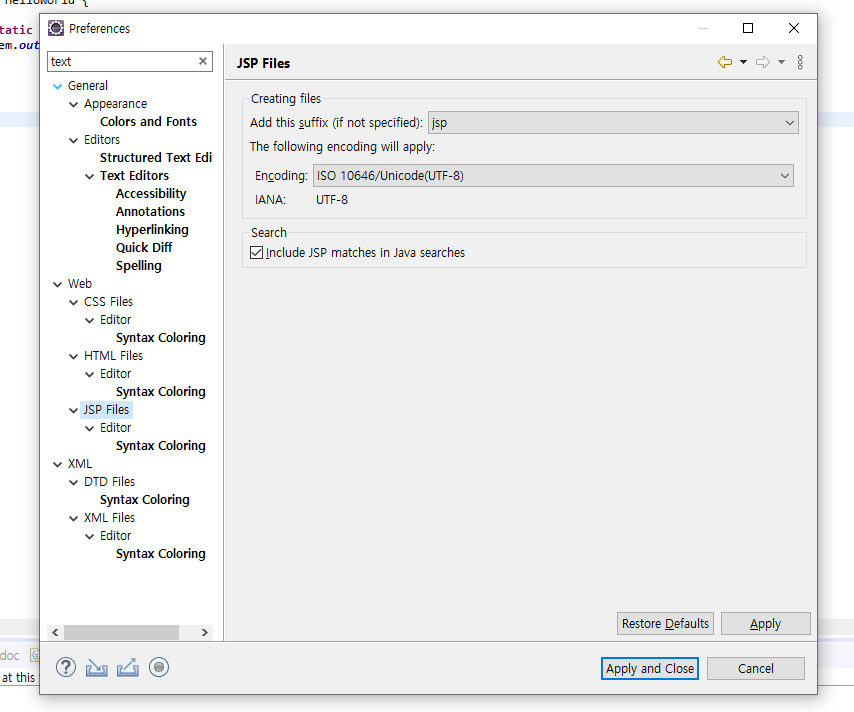 HelloWorld {
Preferences
tatic
em.out
text
General
Appearance
Colors and Fonts
Editors
Structured Text Edi
Text Editors
Accessibility
Annotations
Hyperlinking
Quick Diff
Spelling
Web
CSS Files
Editor
Syntax Coloring
HTML Files
Editor
Syntax Coloring
JSP Files
Editor
Syntax Coloring
XML
DTD Files
Syntax Coloring
XML Files
Editor
Syntax Coloring
JSP Files
Creating files
Add this suffix (if not specified): jsp
The following encoding will apply:
Encoding: ISO 10646/Unicode(UTF-8)
IANA: UTF-8
Search
Include JSP matches in Java searches
Restore Defaults Apply
doc
at this
? Apply and Close Cancel